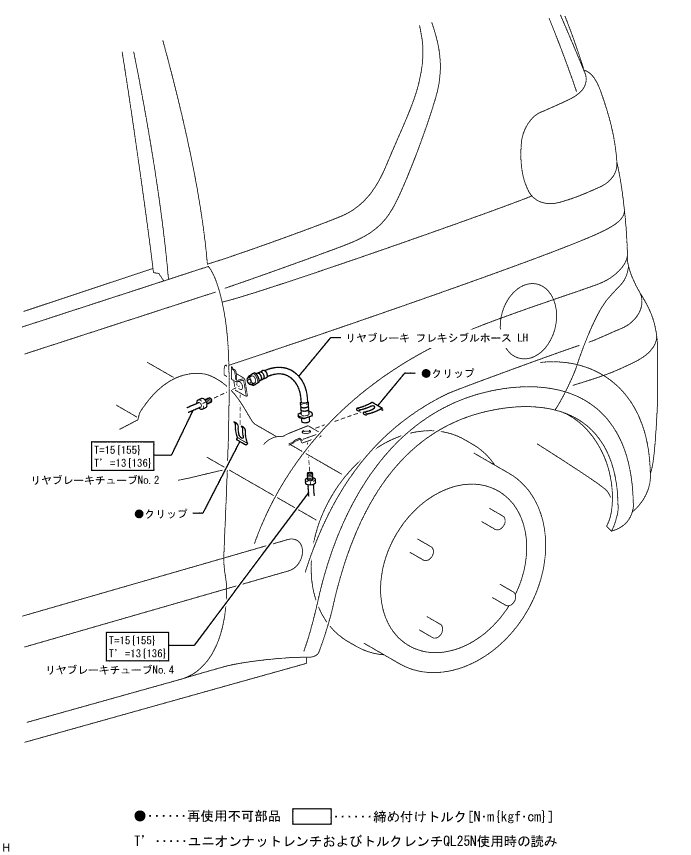 リヤブレーキ フレキシブルホース LH
●クリップ
T=15{155}
T’=13{136}
リヤブレーキチューブNo.2
●クリップ
T=15{155}
T’=13{136}
リヤブレーキチューブNo.4
●······再使用不可部品 ······締め付けトルク[N·m{kgf·cm}]
T’·····ユニオンナットレンチおよびトルクレンチQL25N使用時の読み
H